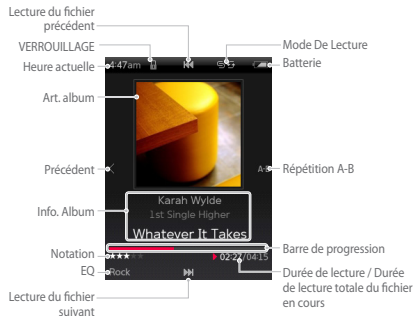 Lecture du fichier
précédent
VERROUILLAGE
Mode De Lecture
Heure actuelle
4:47am
Batterie
Art. album
Précédent
A-B
Répétition A-B
Info. Album
Karah Wylde
1st Single Higher
Whatever It Takes
Barre de progression
Notation
02:27/04:15
EQ
Rock
Durée de lecture / Durée
de lecture totale du fichier
en cours
Lecture du fichier
suivant